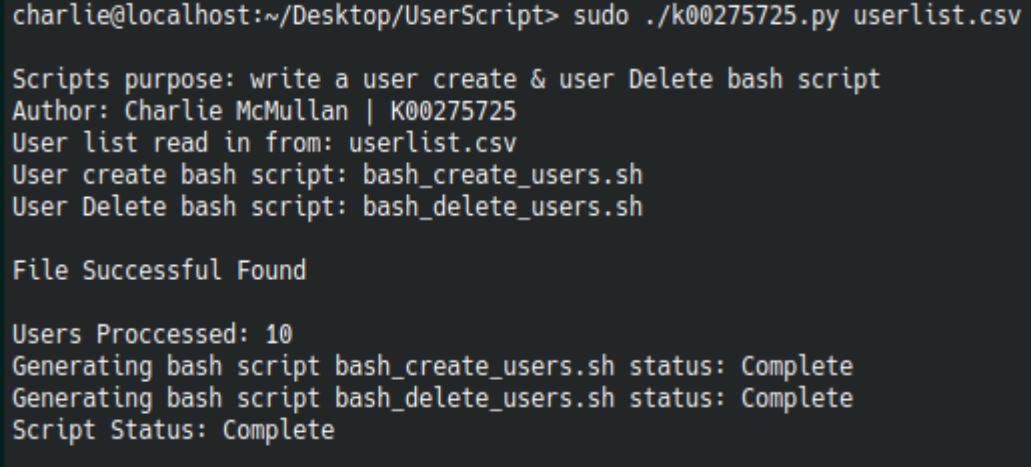 charlie@localhost:~/Desktop/UserScript> sudo ./k00275725.py userlist.csv
Scripts purpose: write a user create & user Delete bash script
Author: Charlie McMullan | K00275725
User list read in from: userlist.csv
User create bash script: bash_create_users.sh
User Delete bash script: bash_delete_users.sh
File Successful Found
Users Proccessed: 10
Generating bash script bash_create_users.sh status: Complete
Generating bash script bash_delete_users.sh status: Complete
Script Status: Complete